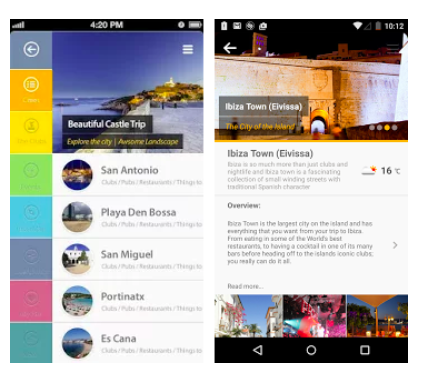 4:20 PM
Cities
Beautiful Castle Trip
Explore the city | Awsome Landscape
San Antonio
Clubs / Pubs / Restaurants / Things to
Playa Den Bossa
Clubs / Pubs / Restaurants / Things to
San Miguel
Clubs / Pubs / Restaurants / Things to
Portinatx
Clubs / Pubs / Restaurants / Things to
Es Cana
Clubs / Pubs / Restaurants / Things to
10:12
Ibiza Town (Eivissa)
The City of the Island
Ibiza Town (Eivissa)
Ibiza is so much more than just clubs and
nightlife and Ibiza town is a fascinating
collection of small winding streets with
traditional Spanish character
16 °C
Overview:
Ibiza Town is the largest city on the island and has
everything that you want from your trip to Ibiza.
From eating in some of the World's best
restaurants, to having a cocktail in one of its many
bars before heading off to the islands iconic clubs;
you really can do it all.
Read more...